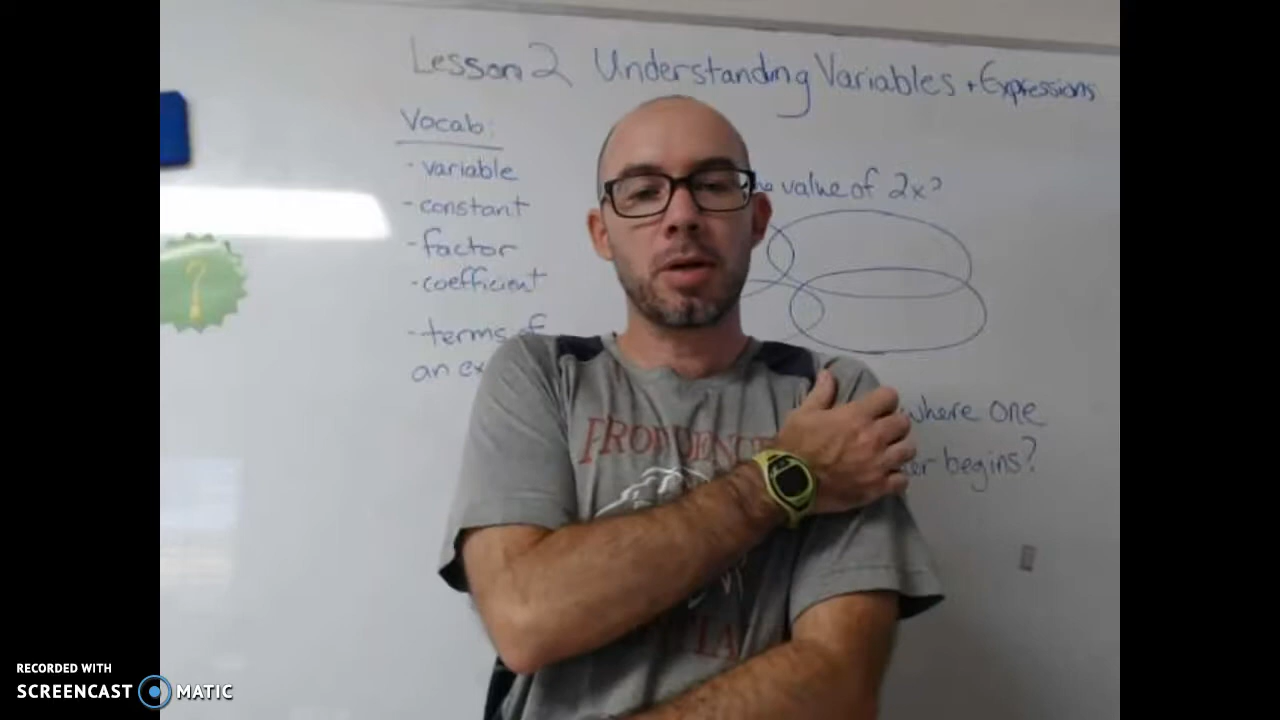 Lesson 2 Understanding Variables + Expressions
Vocab:
- variable
- constant
- factor
- coefficient
- terms of
an
value of 2x?
where one
begins?
?
RECORDED WITH
SCREENCAST MATIC